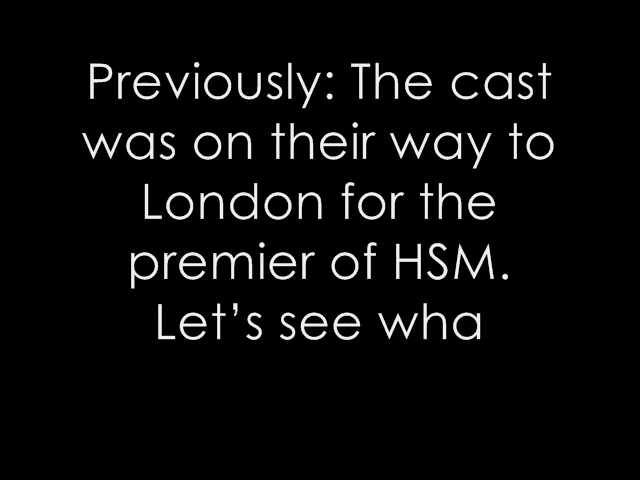 Previously: The cast
was on their way to
London for the
premier of HSM.
Let’s see wha